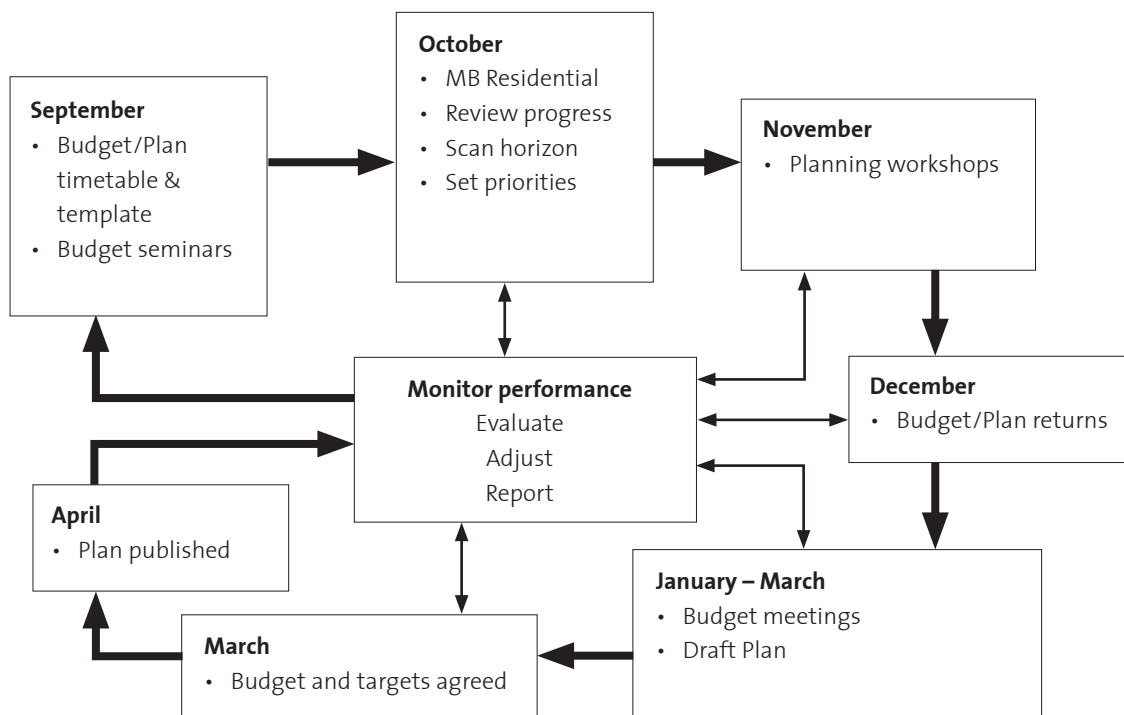 September
• Budget/Plan
timetable &
template
• Budget seminars
October
• MB Residential
• Review progress
• Scan horizon
• Set priorities
November
• Planning workshops
Monitor performance
Evaluate
Adjust
Report
December
• Budget/Plan returns
April
• Plan published
January – March
• Budget meetings
• Draft Plan
March
• Budget and targets agreed